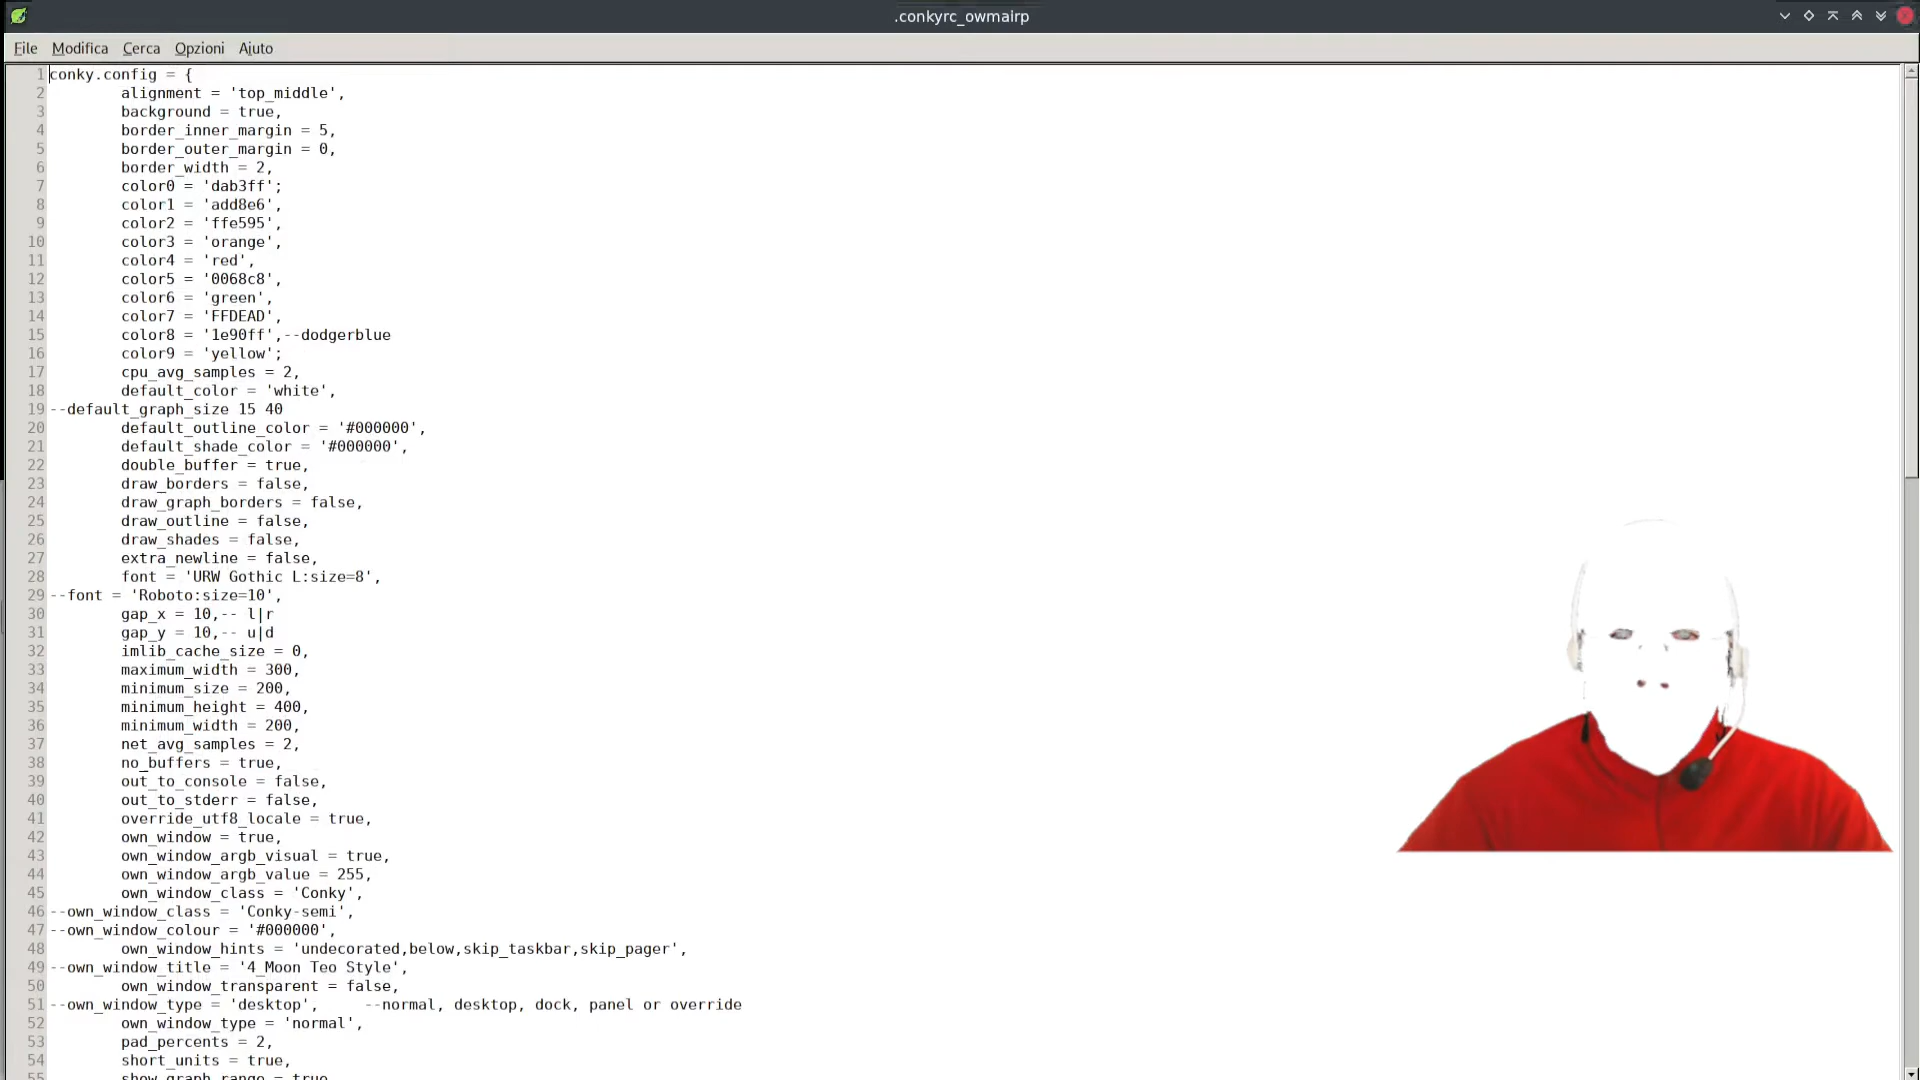 .conkyrc_owmairp
File Modifica Cerca Opzioni Aiuto
1 conky.config = {
2 alignment = 'top_middle',
3 background = true,
4 border_inner_margin = 5,
5 border_outer_margin = 0,
6 border_width = 2,
7 color0 = 'dab3ff';
8 color1 = 'add8e6',
9 color2 = 'ffe595',
10 color3 = 'orange',
11 color4 = 'red',
12 color5 = '0068c8',
13 color6 = 'green',
14 color7 = 'FFDEAD',
15 color8 = '1e90ff',--dodgerblue
16 color9 = 'yellow';
17 cpu_avg_samples = 2,
18 default_color = 'white',
19 --default_graph_size 15 40
20 default_outline_color = '#000000',
21 default_shade_color = '#000000',
22 double_buffer = true,
23 draw_borders = false,
24 draw_graph_borders = false,
25 draw_outline = false,
26 draw_shades = false,
27 extra_newline = false,
28 font = 'URW Gothic L:size=8',
29 --font = 'Roboto:size=10',
30 gap_x = 10,-- l|r
31 gap_y = 10,-- u|d
32 imlib_cache_size = 0,
33 maximum_width = 300,
34 minimum_size = 200,
35 minimum_height = 400,
36 minimum_width = 200,
37 net_avg_samples = 2,
38 no_buffers = true,
39 out_to_console = false,
40 out_to_stderr = false,
41 override_utf8_locale = true,
42 own_window = true,
43 own_window_argb_visual = true,
44 own_window_argb_value = 255,
45 own_window_class = 'Conky',
46 --own_window_class = 'Conky-semi',
47 --own_window_colour = '#000000',
48 own_window_hints = 'undecorated,below,skip_taskbar,skip_pager',
49 --own_window_title = '4_Moon Teo Style',
50 own_window_transparent = false,
51 --own_window_type = 'desktop', --normal, desktop, dock, panel or override
52 own_window_type = 'normal',
53 pad_percents = 2,
54 short_units = true,
55 show_graph_range = true